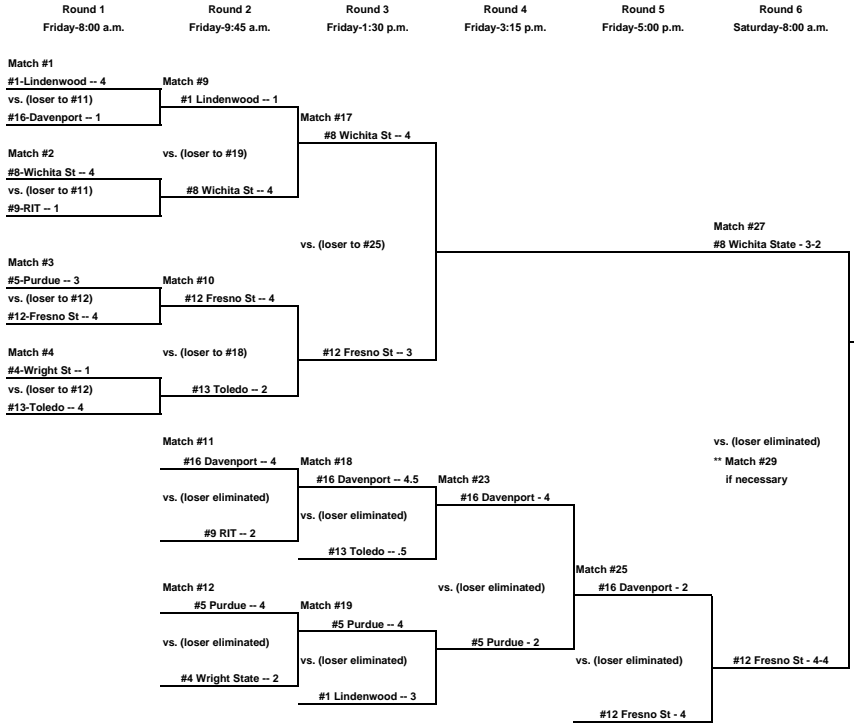 Round 1 Round 2 Round 3 Round 4 Round 5 Round 6
Friday-8:00 a.m. Friday-9:45 a.m. Friday-1:30 p.m. Friday-3:15 p.m. Friday-5:00 p.m. Saturday-8:00 a.m.
Match #1
#1-Lindenwood -- 4 Match #9
vs. (loser to #11) #1 Lindenwood -- 1
#16-Davenport -- 1 Match #17
#8 Wichita St -- 4
Match #2 vs. (loser to #19)
#8-Wichita St -- 4
vs. (loser to #11) #8 Wichita St -- 4
#9-RIT -- 1
Match #27
vs. (loser to #25) #8 Wichita State - 3-2
Match #3
#5-Purdue -- 3 Match #10
vs. (loser to #12) #12 Fresno St -- 4
#12-Fresno St -- 4
Match #4 vs. (loser to #18) #12 Fresno St -- 3
#4-Wright St -- 1
vs. (loser to #12) #13 Toledo -- 2
#13-Toledo -- 4
Match #11 vs. (loser eliminated)
#16 Davenport -- 4 Match #18 ** Match #29
#16 Davenport -- 4.5 Match #23 if necessary
vs. (loser eliminated) #16 Davenport - 4
vs. (loser eliminated)
#9 RIT -- 2
#13 Toledo -- .5
Match #25
Match #12 vs. (loser eliminated) #16 Davenport - 2
#5 Purdue -- 4 Match #19
#5 Purdue -- 4
vs. (loser eliminated) #5 Purdue - 2
vs. (loser eliminated) vs. (loser eliminated) #12 Fresno St - 4-4
#4 Wright State -- 2
#1 Lindenwood -- 3
#12 Fresno St - 4